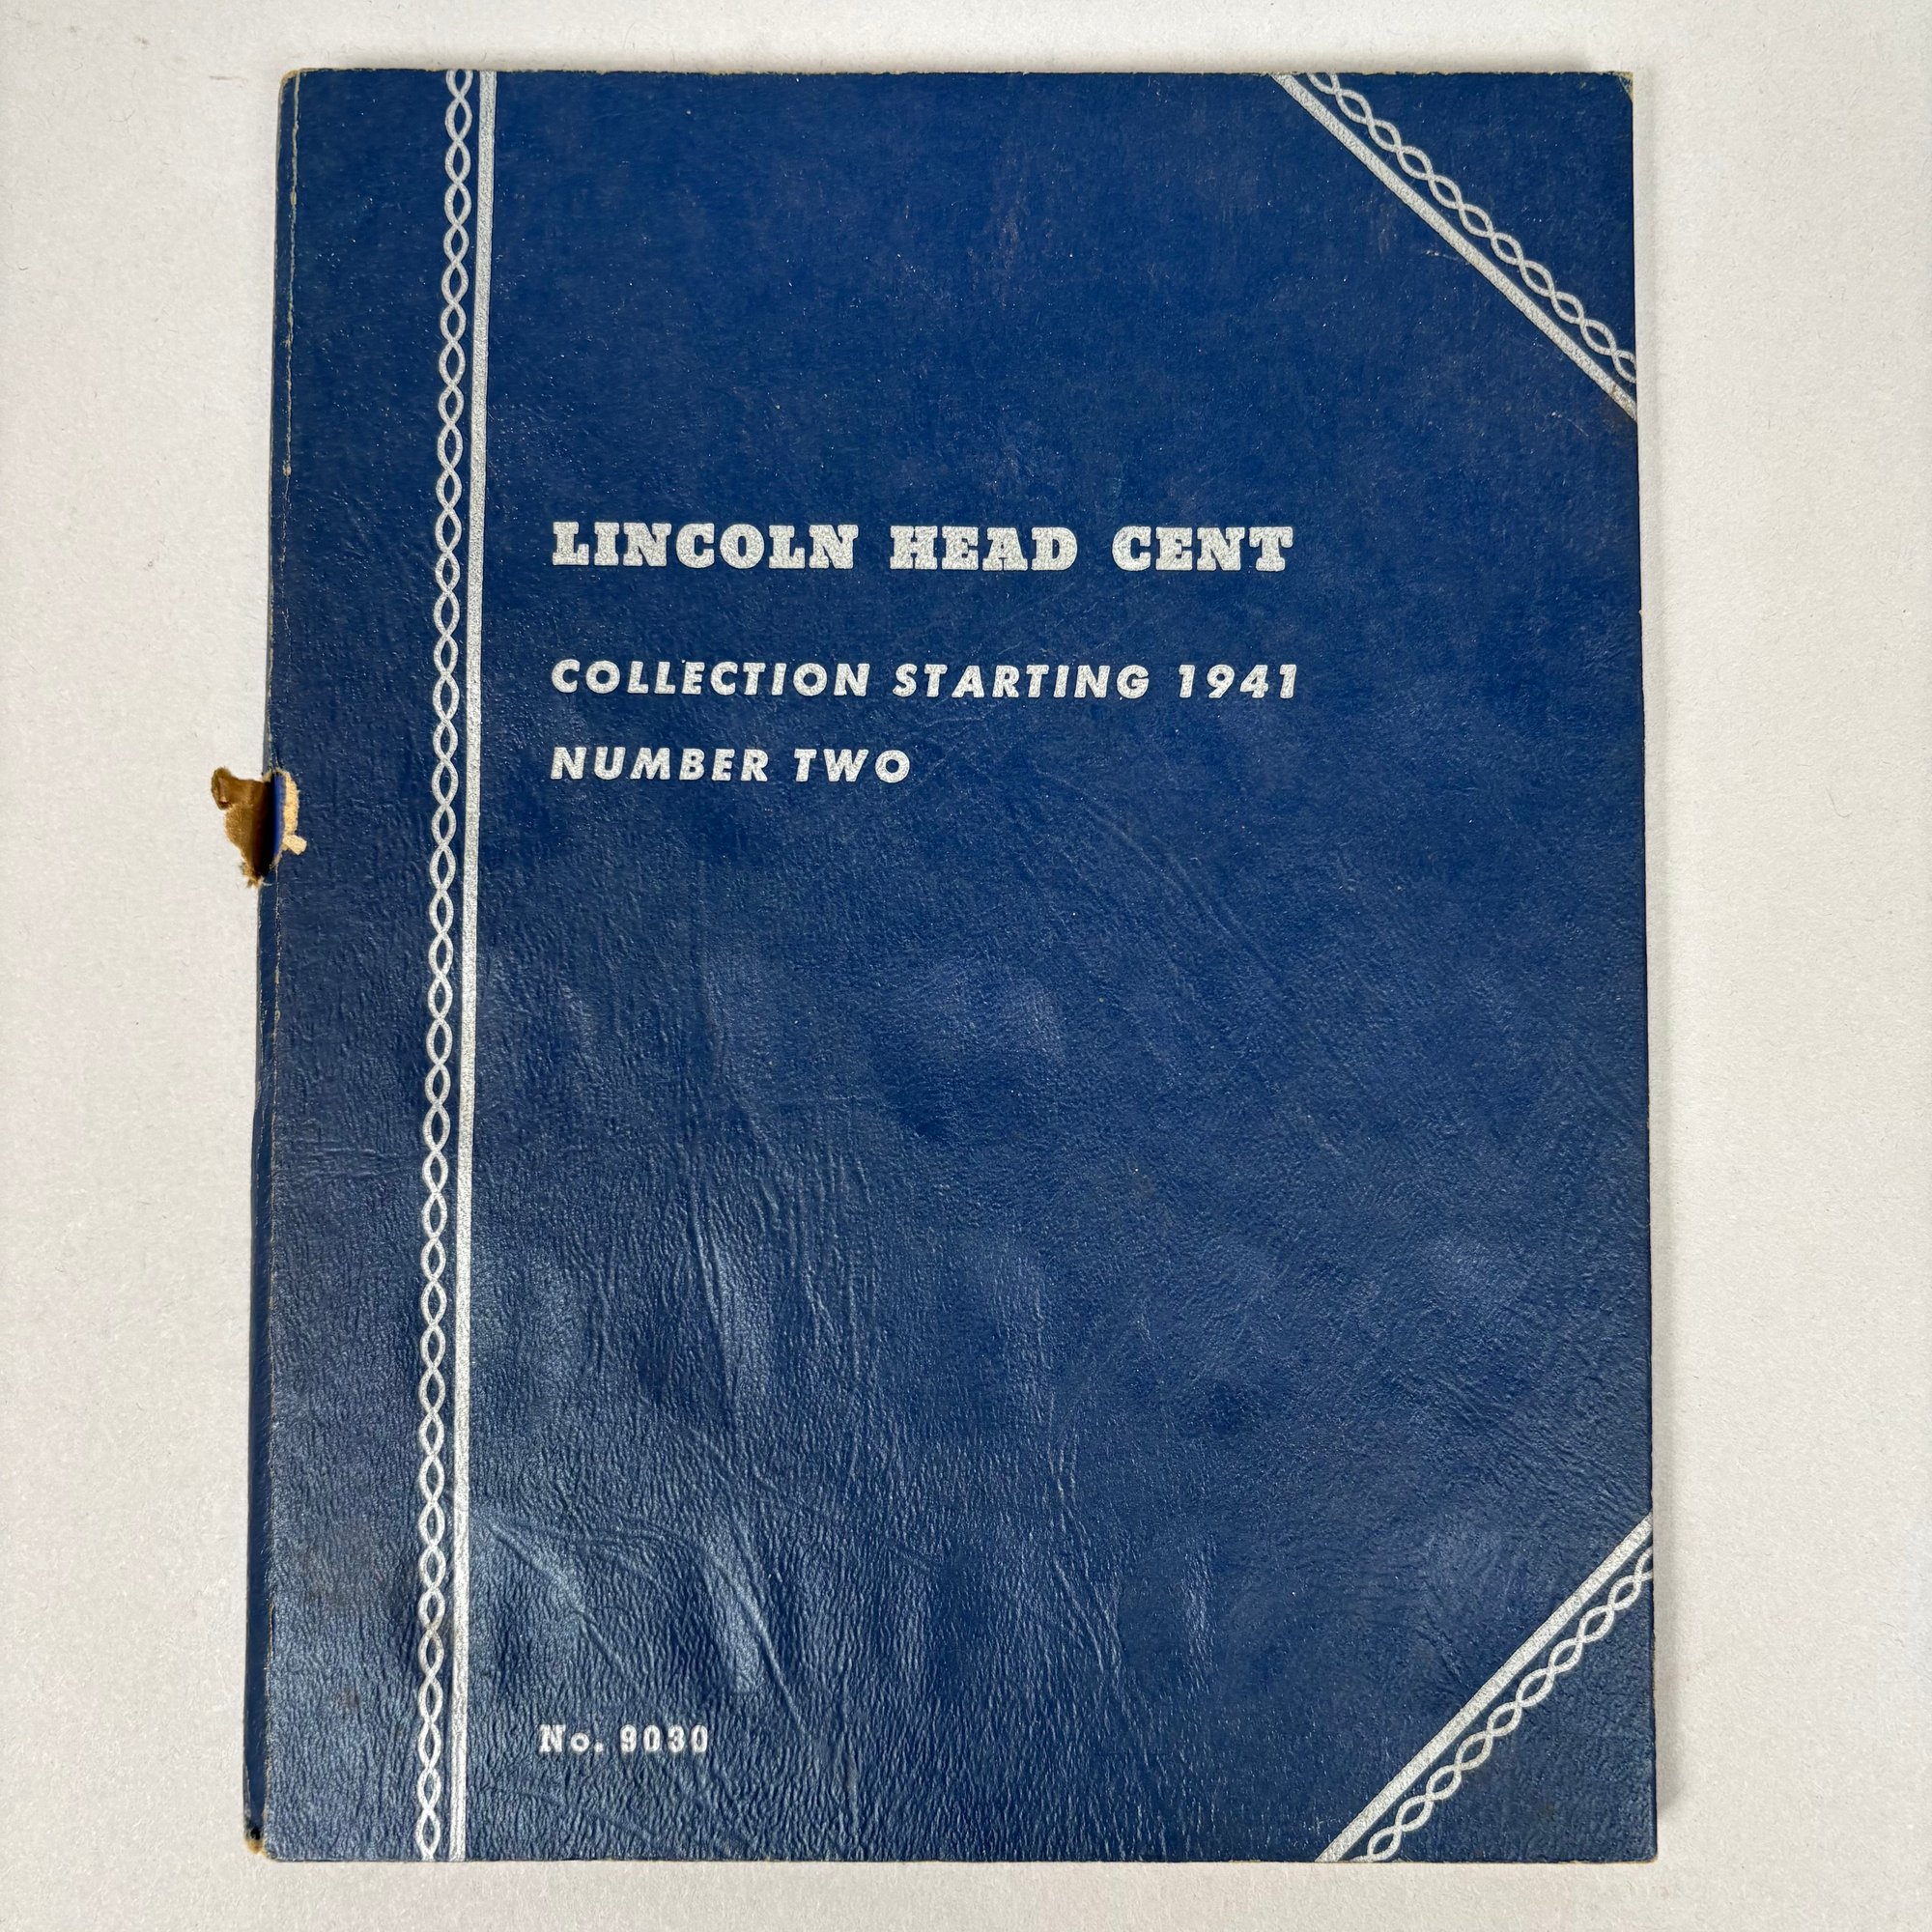 LINCOLN HEAD CENT
COLLECTION STARTING 1941
NUMBER TWO
No. 9030